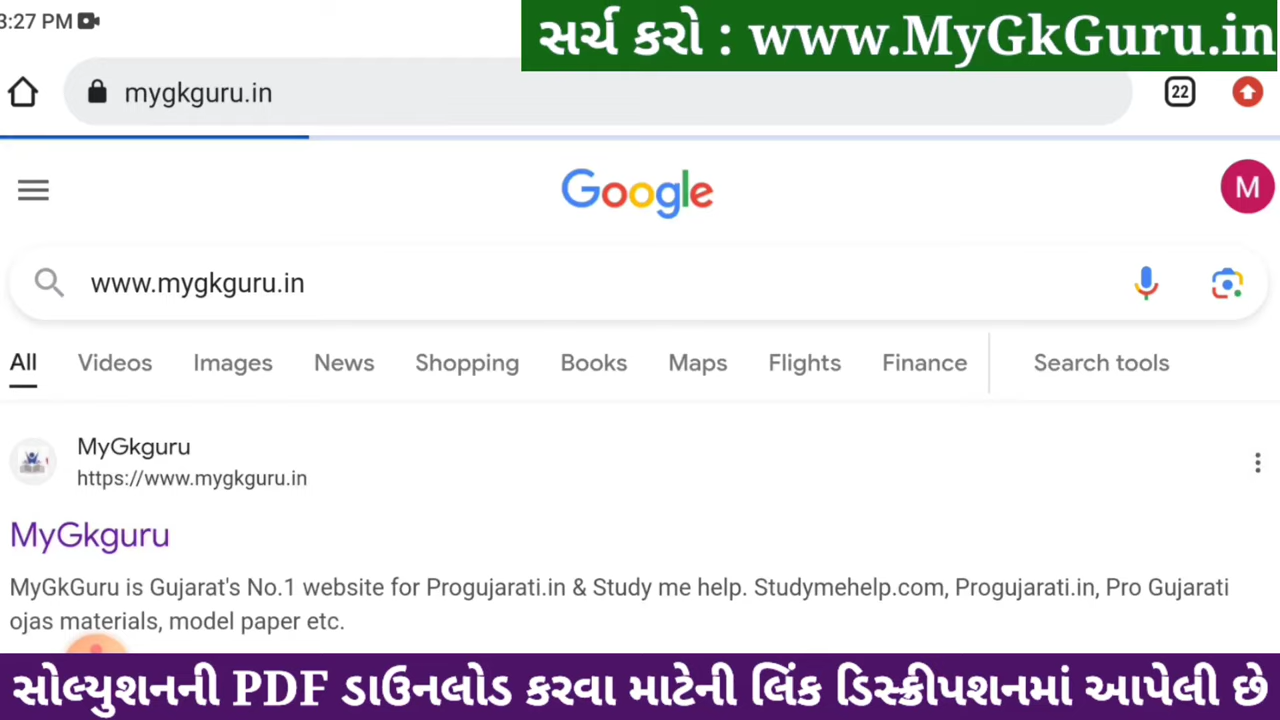 સર્ચ કરો : www.MyGkGuru.in
3:27 PM
mygkguru.in
22
Google
M
www.mygkguru.in
All Videos Images News Shopping Books Maps Flights Finance Search tools
MyGkguru
https://www.mygkguru.in
MyGkguru
MyGkGuru is Gujarat's No.1 website for Progujarati.in & Study me help. Studymehelp.com, Progujarati.in, Pro Gujarati
ojas materials, model paper etc.
સોલ્યુશનની PDF ડાઉનલોડ કરવા માટેની લિંક ડિસ્ક્રીપશનમાં આપેલી છે